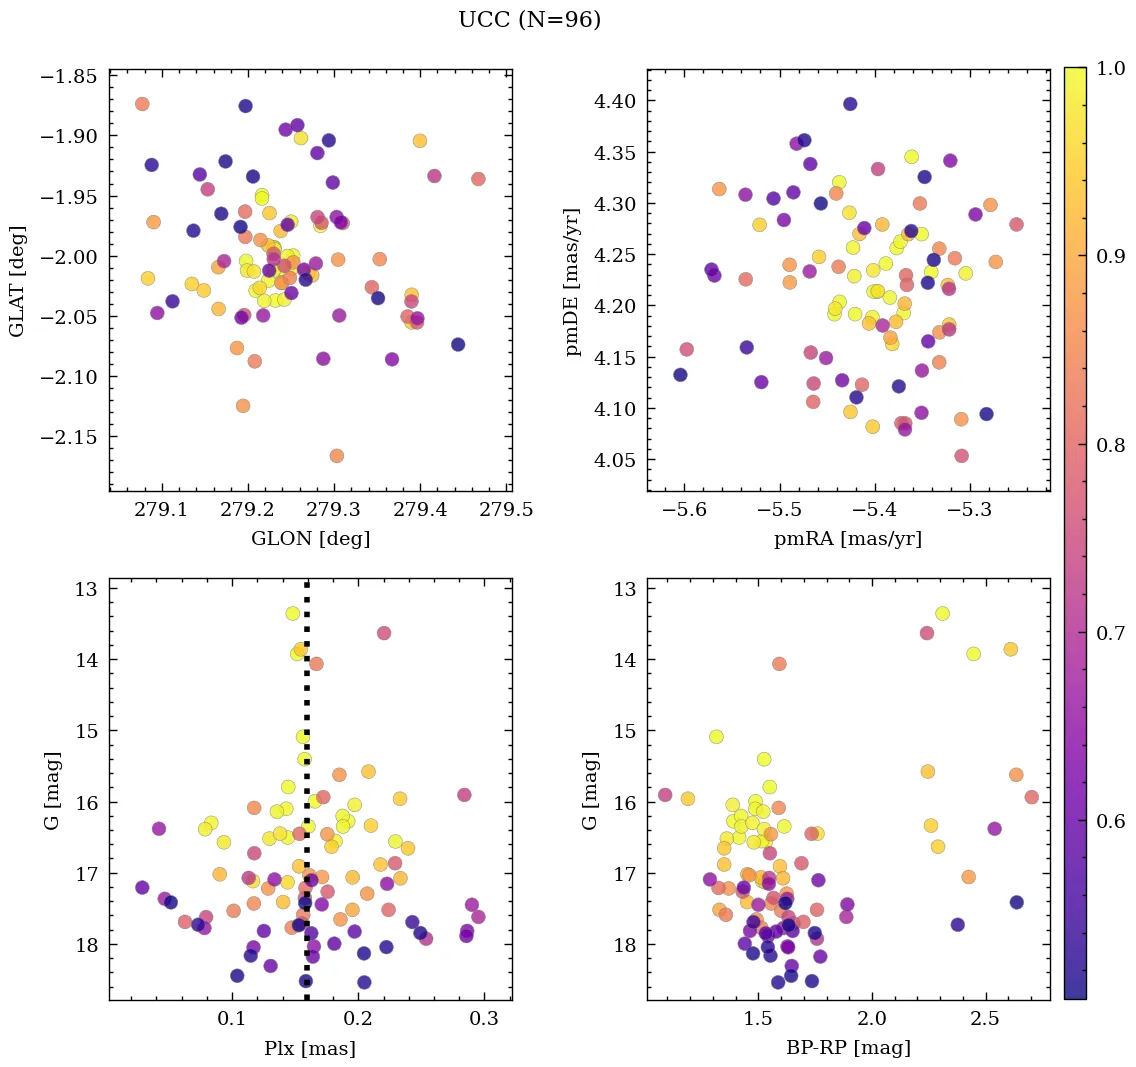 UCC (N=96)
−1.85
−1.90
−1.95
−2.00
−2.05
−2.10
−2.15
GLAT [deg]
279.1 279.2 279.3 279.4 279.5
GLON [deg]
4.40
4.35
4.30
4.25
4.20
4.15
4.10
4.05
pmDE [mas/yr]
−5.6 −5.5 −5.4 −5.3
pmRA [mas/yr]
1.0
0.9
0.8
0.7
0.6
13
14
15
16
17
18
G [mag]
0.1 0.2 0.3
Plx [mas]
13
14
15
16
17
18
G [mag]
1.5 2.0 2.5
BP-RP [mag]